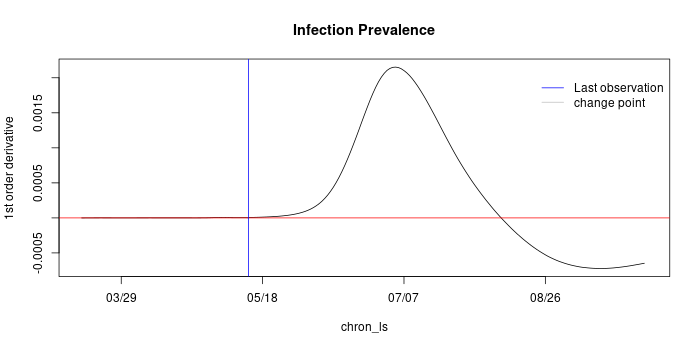 Infection Prevalence
1st order derivative
0.0015
0.0005
-0.0005
Last observation
change point
03/29
05/18
07/07
08/26
chron_ls